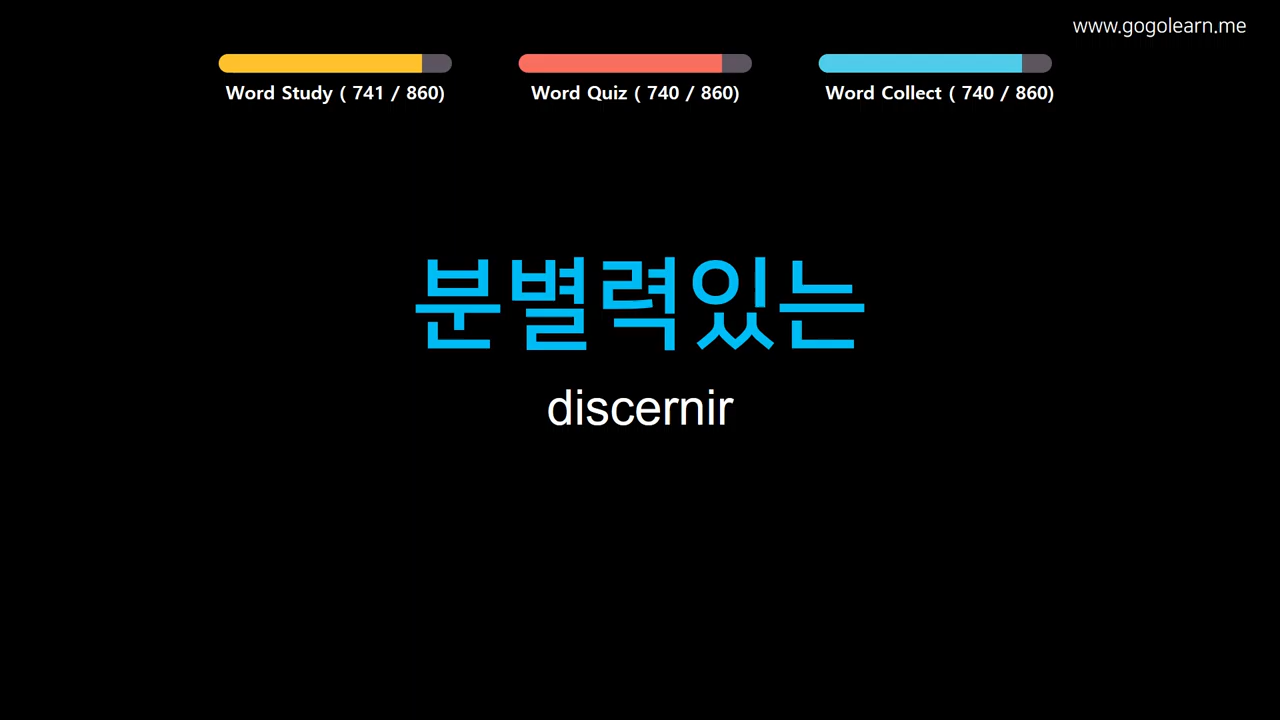 www.gogolearn.me
Word Study ( 741 / 860)
Word Quiz ( 740 / 860)
Word Collect ( 740 / 860)
분별력있는
discernir